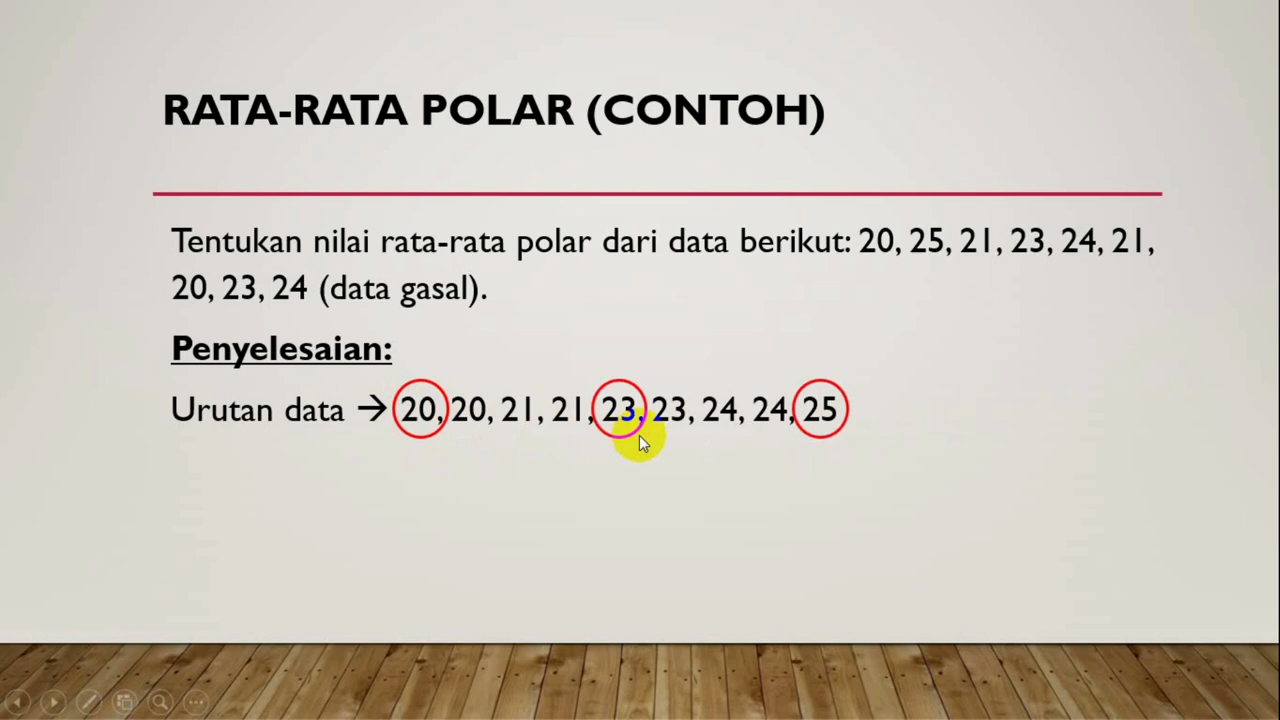 RATA-RATA POLAR (CONTOH)
Tentukan nilai rata-rata polar dari data berikut: 20, 25, 21, 23, 24, 21,
20, 23, 24 (data gasal).
Penyelesaian:
Urutan data → 20, 20, 21, 21, 23, 23, 24, 24, 25